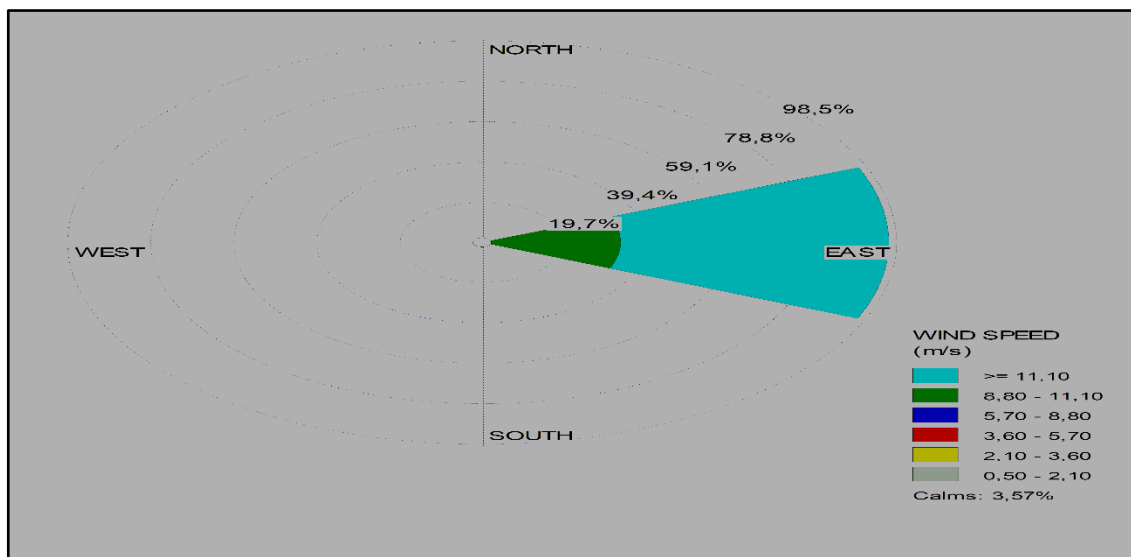 NORTH
98,5%
78,8%
59,1%
39,4%
19,7%
WEST
EAST
SOUTH
WIND SPEED
(m/s)
>= 11,10
8,80 - 11,10
5,70 - 8,80
3,60 - 5,70
2,10 - 3,60
0,50 - 2,10
Calms: 3,57%